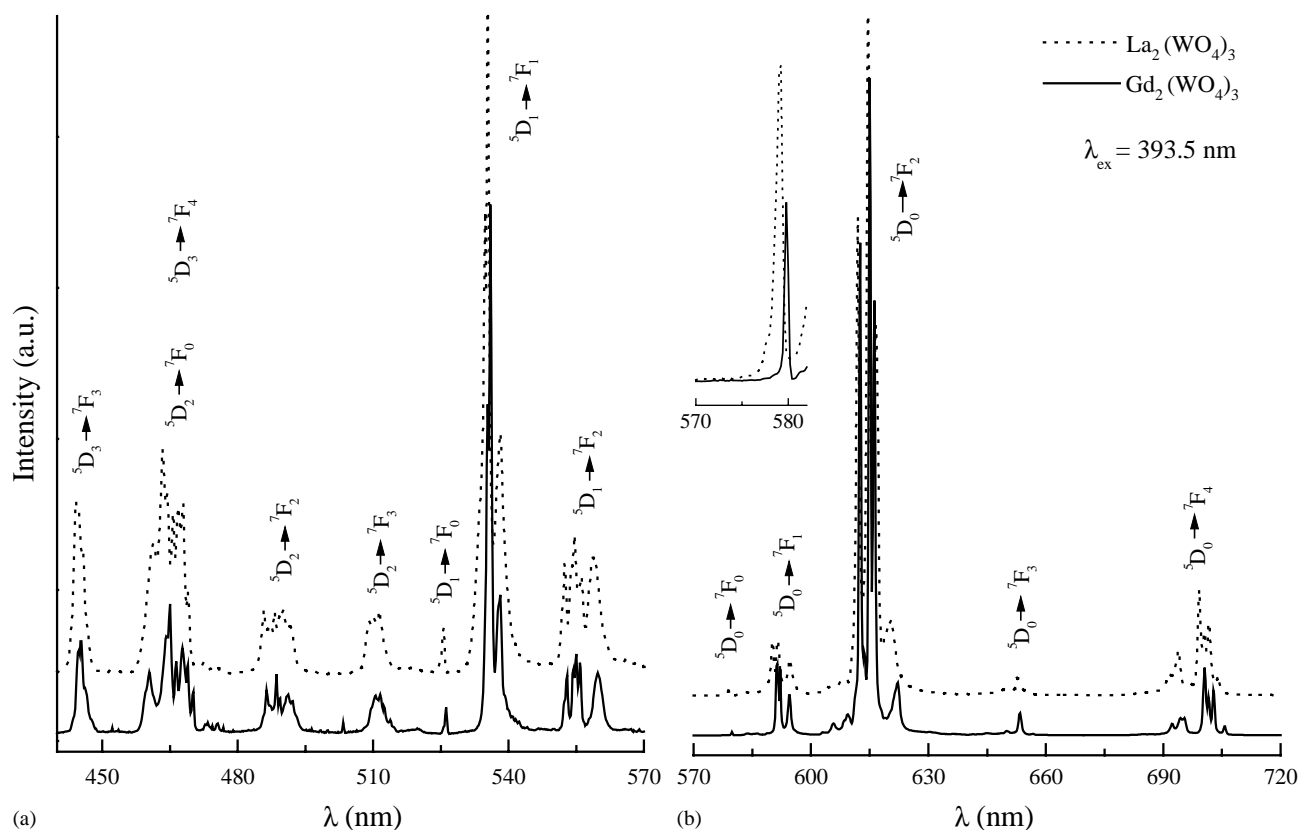 Intensity (a.u.)
⁵D₃→⁷F₃
⁵D₂→⁷F₀
⁵D₃→⁷F₄
⁵D₂→⁷F₂
⁵D₂→⁷F₃
⁵D₁→⁷F₀
⁵D₁→⁷F₁
⁵D₁→⁷F₂
450 480 510 540 570
(a) λ (nm)
La₂(WO₄)₃
Gd₂(WO₄)₃
λex = 393.5 nm
570 580
⁵D₀→⁷F₀
⁵D₀→⁷F₁
⁵D₀→⁷F₂
⁵D₀→⁷F₃
⁵D₀→⁷F₄
570 600 630 660 690 720
(b) λ (nm)